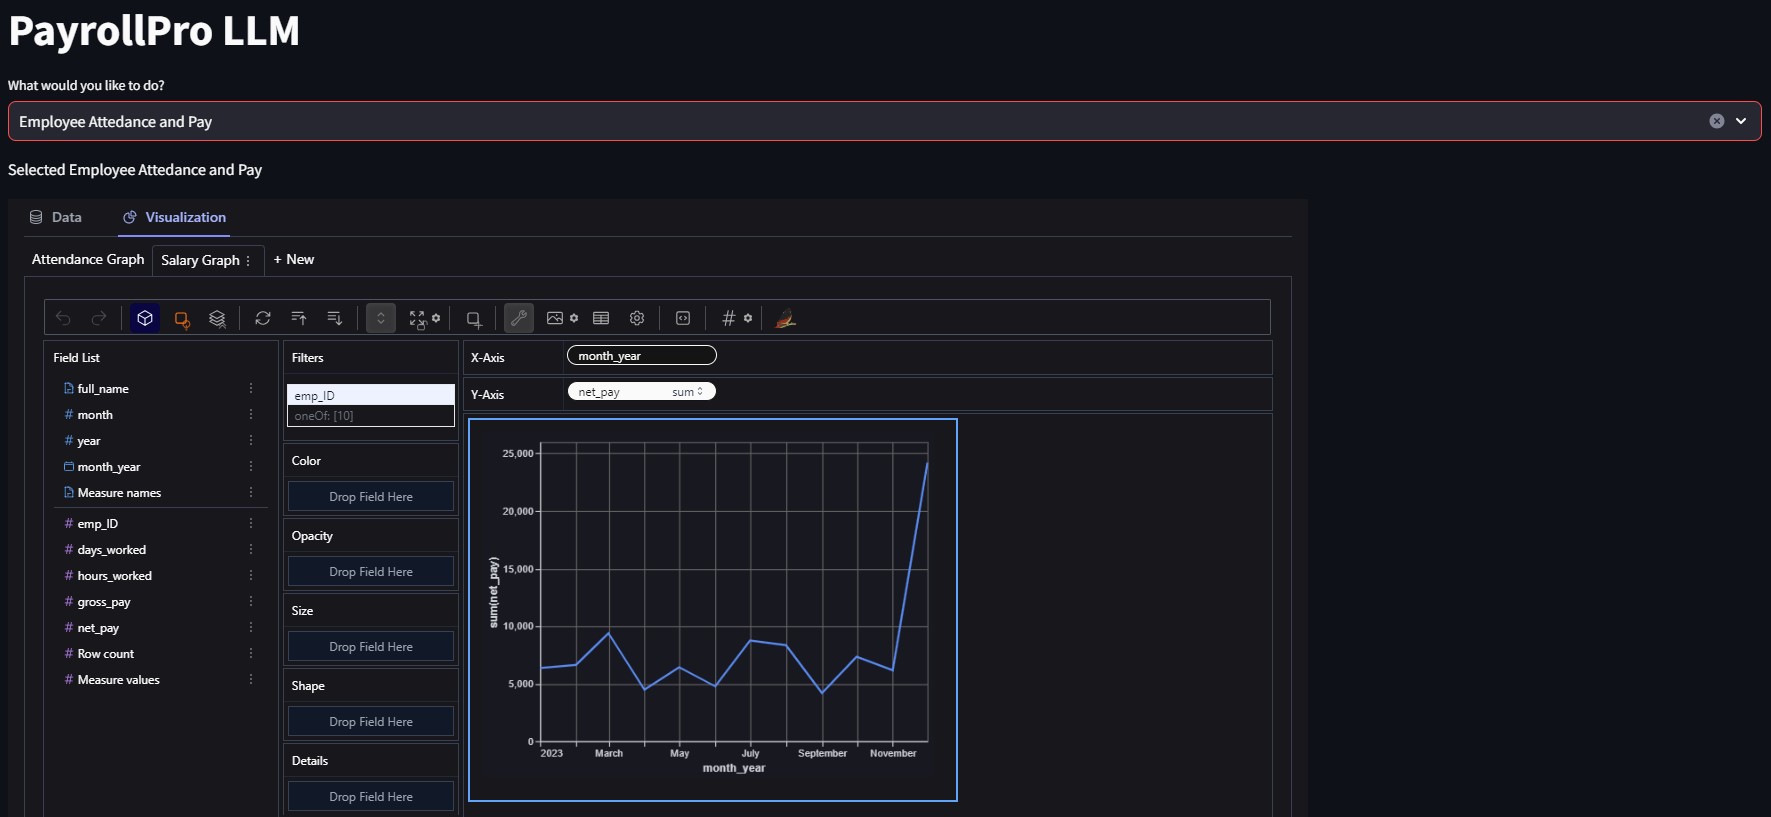 PayrollPro LLM
What would you like to do?
Employee Attedance and Pay
Selected Employee Attedance and Pay
Data
Visualization
Attendance Graph
Salary Graph
+ New
Field List
full_name
month
year
month_year
Measure names
emp_ID
days_worked
hours_worked
gross_pay
net_pay
Row count
Measure values
Filters
emp_ID
oneOf: [10]
Color
Drop Field Here
Opacity
Drop Field Here
Size
Drop Field Here
Shape
Drop Field Here
Details
Drop Field Here
X-Axis
month_year
Y-Axis
net_pay sum
25,000
20,000
15,000
10,000
5,000
0
sum(net_pay)
2023 March May July September November
month_year